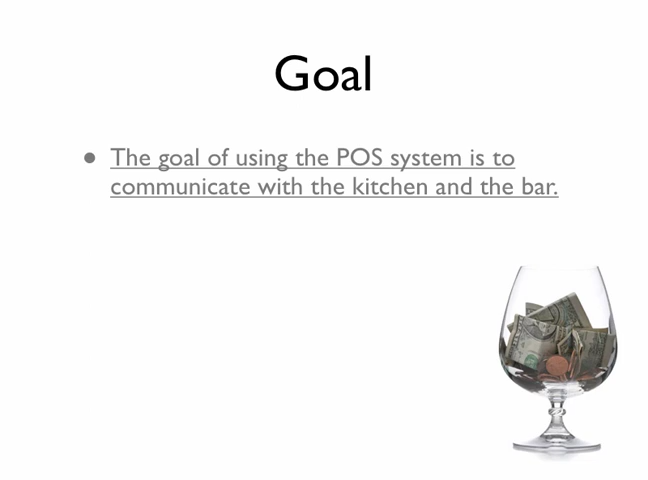 Goal
• The goal of using the POS system is to
communicate with the kitchen and the bar.